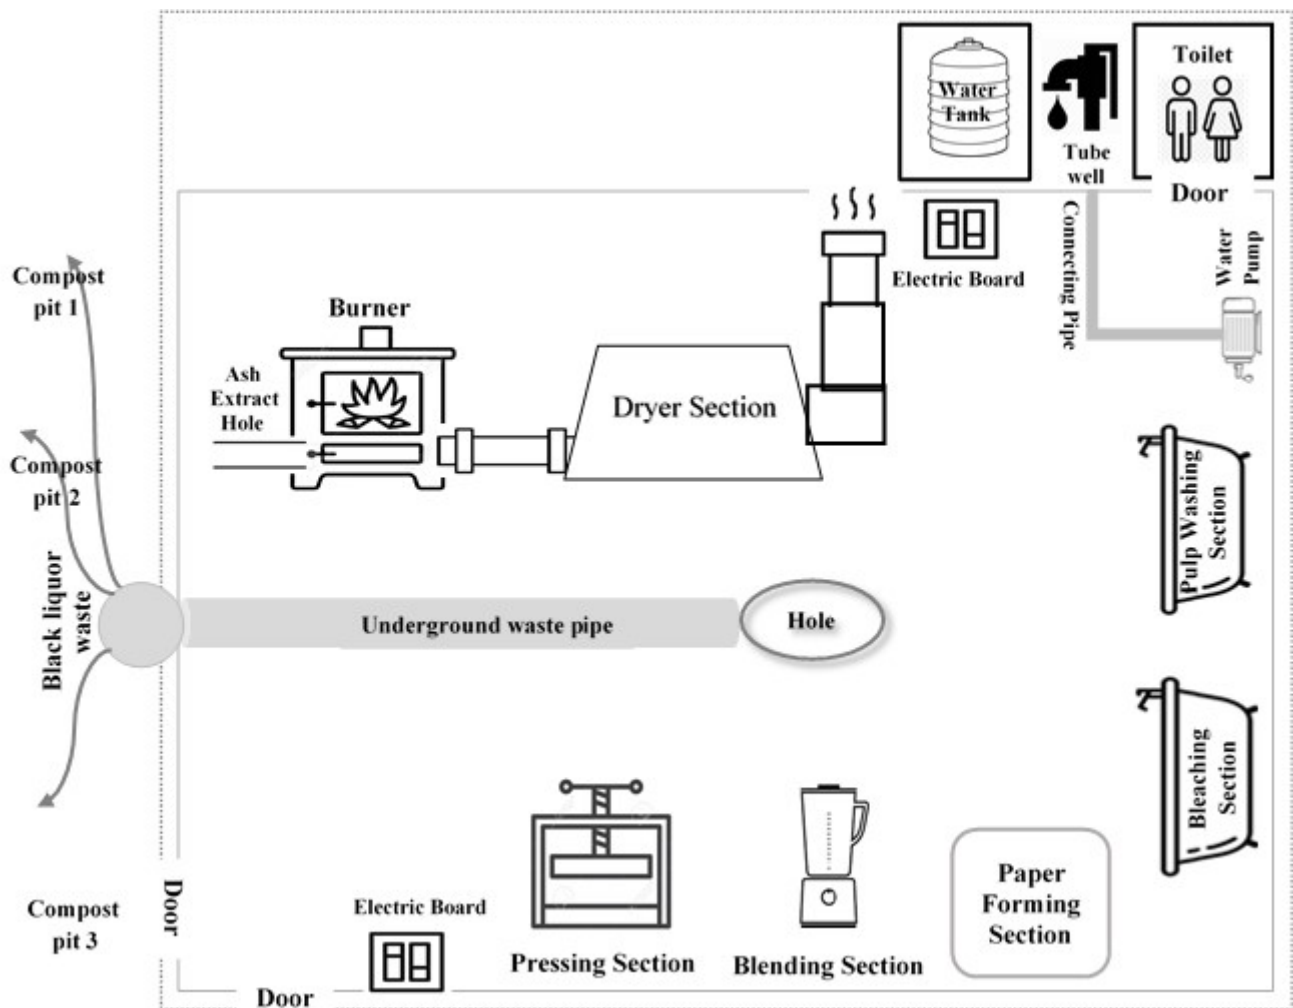 Toilet
Water
Tank
Tube
well
Door
Electric Board
Connecting Pipe
Water
Pump
Compost
pit 1
Burner
Ash
Extract
Hole
Dryer Section
Compost
pit 2
Pulp Washing
Section
Black liquor
waste
Underground waste pipe
Hole
Bleaching
Section
Compost
pit 3
Door
Electric Board
Pressing Section
Blending Section
Paper
Forming
Section
Door